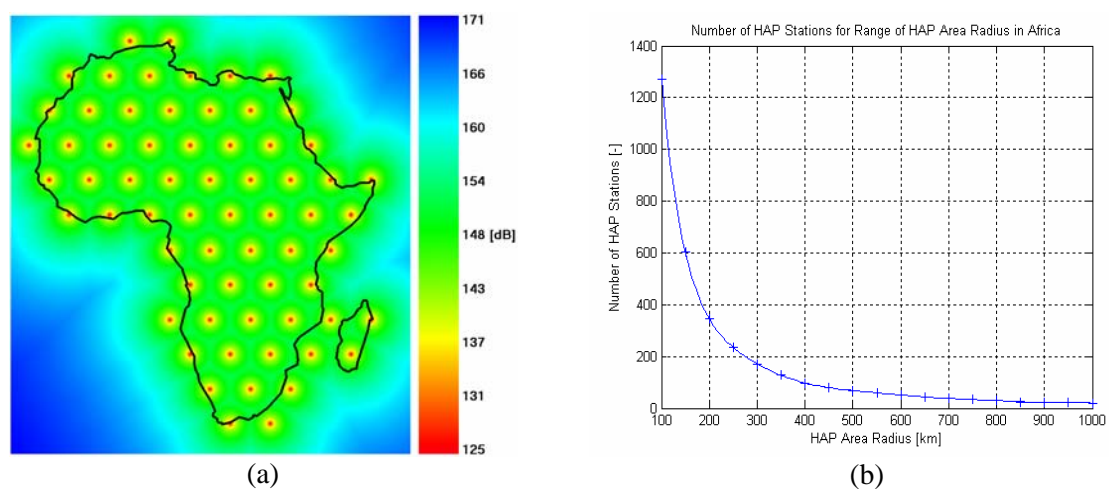 171
166
160
154
148 [dB]
143
137
131
125
(a)
Number of HAP Stations for Range of HAP Area Radius in Africa
Number of HAP Stations [-]
1400
1200
1000
800
600
400
200
0
100 200 300 400 500 600 700 800 900 1000
HAP Area Radius [km]
(b)